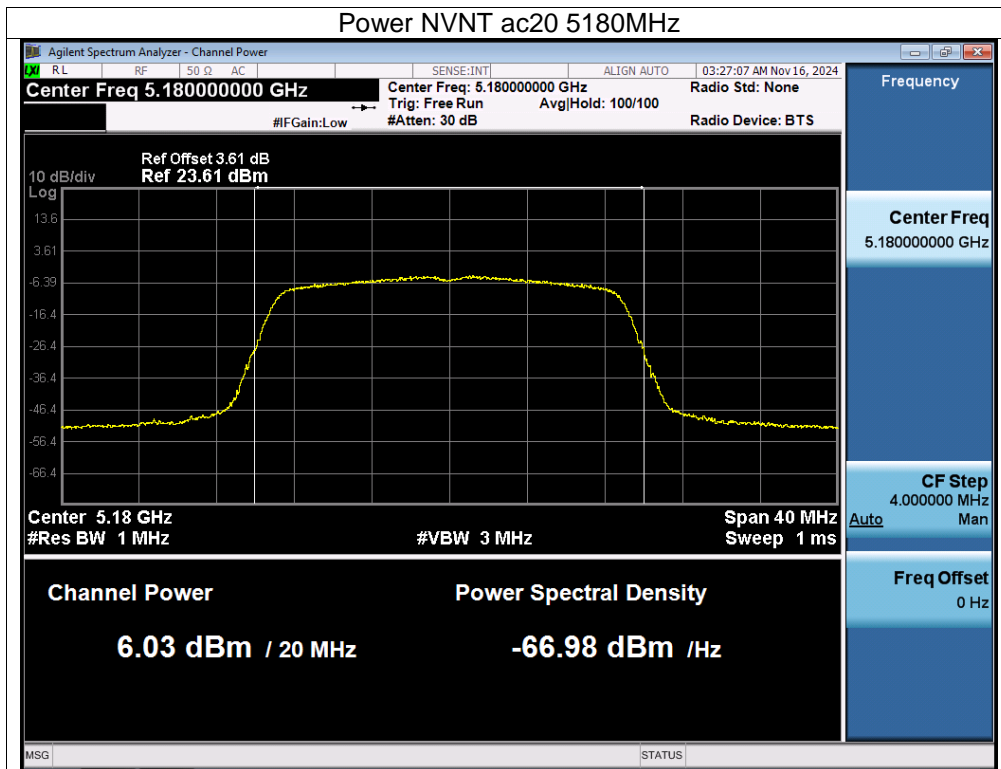 Power NVNT ac20 5180MHz
Agilent Spectrum Analyzer - Channel Power
LXI RL RF 50 Ω AC SENSE:INT ALIGN AUTO 03:27:07 AM Nov 16, 2024
Center Freq 5.180000000 GHz
Center Freq: 5.180000000 GHz
Radio Std: None
Trig: Free Run Avg|Hold: 100/100
#IFGain:Low
#Atten: 30 dB
Radio Device: BTS
Frequency
Ref Offset 3.61 dB
10 dB/div Ref 23.61 dBm
Log
13.6
3.61
-6.39
-16.4
-26.4
-36.4
-46.4
-56.4
-66.4
Center 5.18 GHz Span 40 MHz
#Res BW 1 MHz #VBW 3 MHz Sweep 1 ms
Channel Power Power Spectral Density
6.03 dBm / 20 MHz -66.98 dBm /Hz
Center Freq
5.180000000 GHz
CF Step
4.000000 MHz
Auto Man
Freq Offset
0 Hz
MSG STATUS